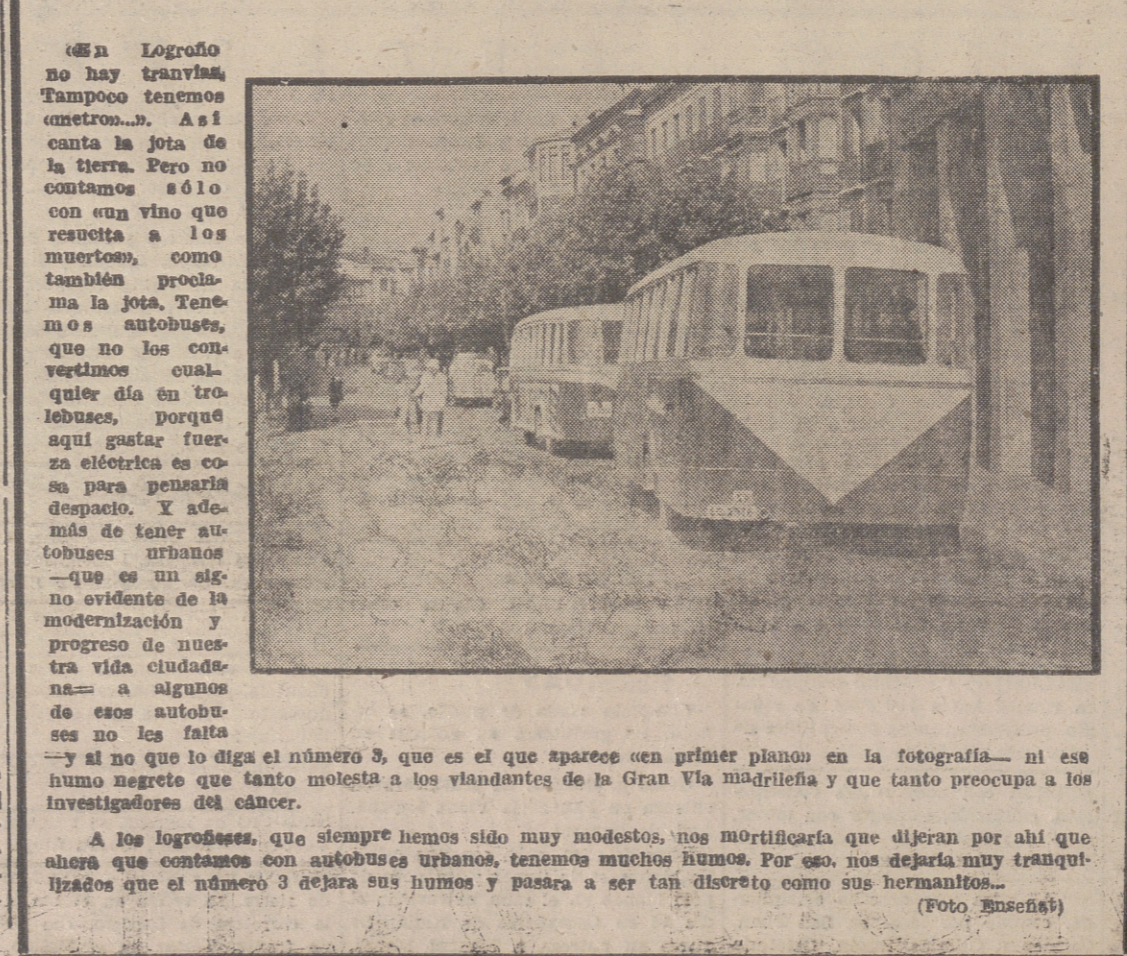 «En Logroño
no hay tranvías,
Tampoco tenemos
«metro»...». Así
canta la jota de
la tierra. Pero no
contamos sólo
con «un vino que
resucita a los
muertos», como
también procla-
ma la jota. Tene-
mos autobuses,
que no los con-
vertimos cual-
quier día en tro-
lebuses, porque
aquí gastar fuer-
za eléctrica es co-
sa para pensarla
despacio. Y ade-
más de tener au-
tobuses urbanos
—que es un sig-
no evidente de la
modernización y
progreso de nues-
tra vida ciudada-
na— a algunos
de esos autobu-
ses no les falta
—y si no que lo diga el número 3, que es el que aparece «en primer plano» en la fotografía— ni ese
humo negrete que tanto molesta a los viandantes de la Gran Vía madrileña y que tanto preocupa a los
investigadores del cáncer.
A los logroñeses, que siempre hemos sido muy modestos, nos mortificaría que dijeran por ahí que
ahora que contamos con autobuses urbanos, tenemos muchos humos. Por eso, nos dejaría muy tranqui-
lizados que el número 3 dejara sus humos y pasara a ser tan discreto como sus hermanitos...
(Foto Enseñat)